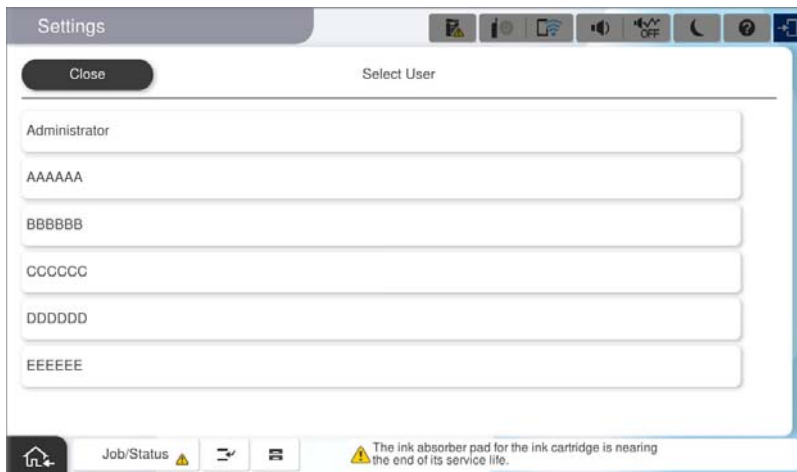 Settings
OFF
?
Close
Select User
Administrator
AAAAAA
BBBBBB
CCCCCC
DDDDDD
EEEEEE
Job/Status
The ink absorber pad for the ink cartridge is nearing
the end of its service life.